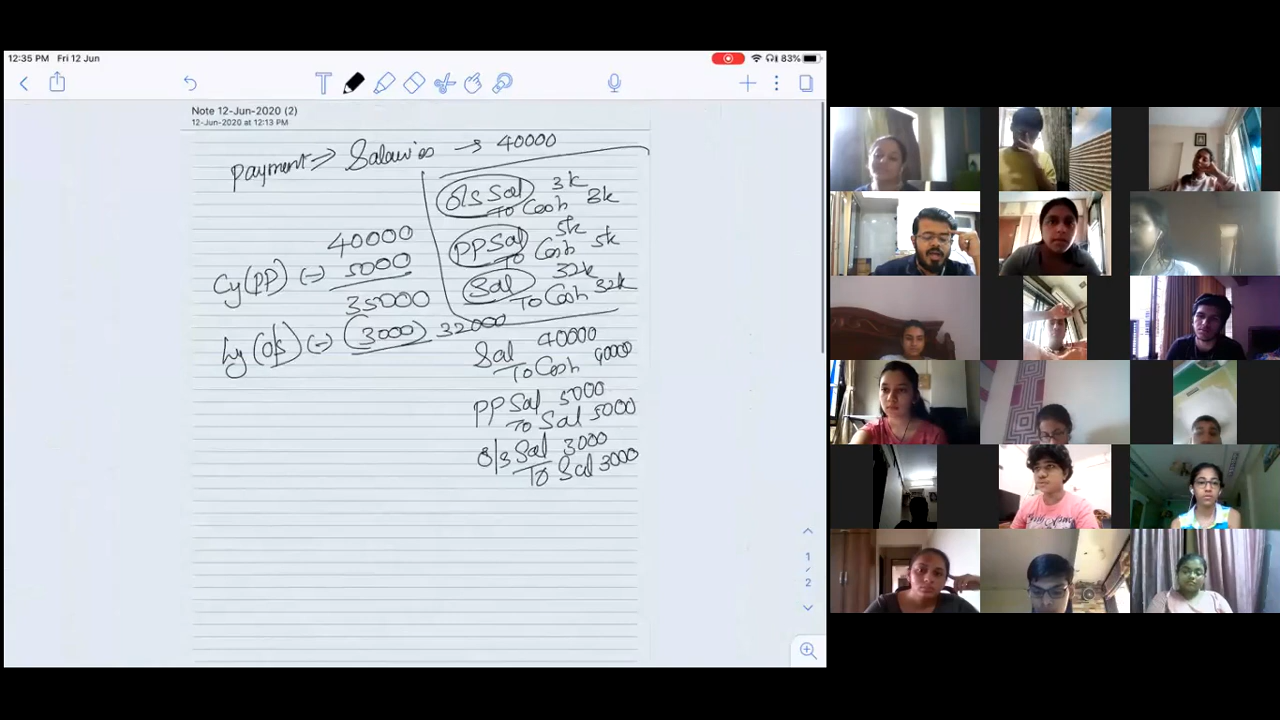 12:35 PM Fri 12 Jun
83%
Note 12-Jun-2020 (2)
12-Jun-2020 at 12:13 PM
payment ⇒ Salaries → 40000
O/s Sal 3k
To Cash 3k
PP Sal 5k
To Cash 5k
Sal 32k
To Cash 32k
40000
Cy(PP) (-) 5000
35000
Ly(O/s) (-) 3000 32000
Sal 40000
To Cash 40000
PP Sal 5000
To Sal 5000
O/s Sal 3000
To Sal 3000
1
2